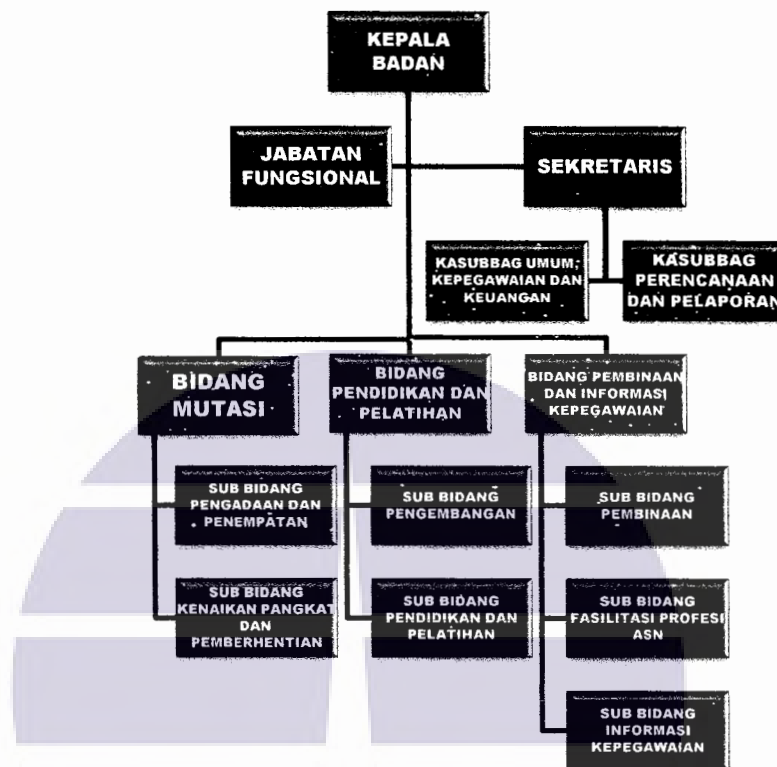 KEPALA
BADAN
JABATAN
FUNGSIONAL
SEKRETARIS
KASUBBAG UMUM,
KEPEGAWAIAN DAN
KEUANGAN
KASUBBAG
PERENCANAAN
DAN PELAPORAN
BIDANG
MUTASI
BIDANG
PENDIDIKAN DAN
PELATIHAN
BIDANG PEMBINAAN
DAN INFORMASI
KEPEGAWAIAN
SUB BIDANG
PENGADAAN DAN
PENEMPATAN
SUB BIDANG
PENGEMBANGAN
SUB BIDANG
PEMBINAAN
SUB BIDANG
KENAIKAN PANGKAT
DAN
PEMBERHENTIAN
SUB BIDANG
PENDIDIKAN DAN
PELATIHAN
SUB BIDANG
FASILITASI PROFESI
ASN
SUB BIDANG
INFORMASI
KEPEGAWAIAN